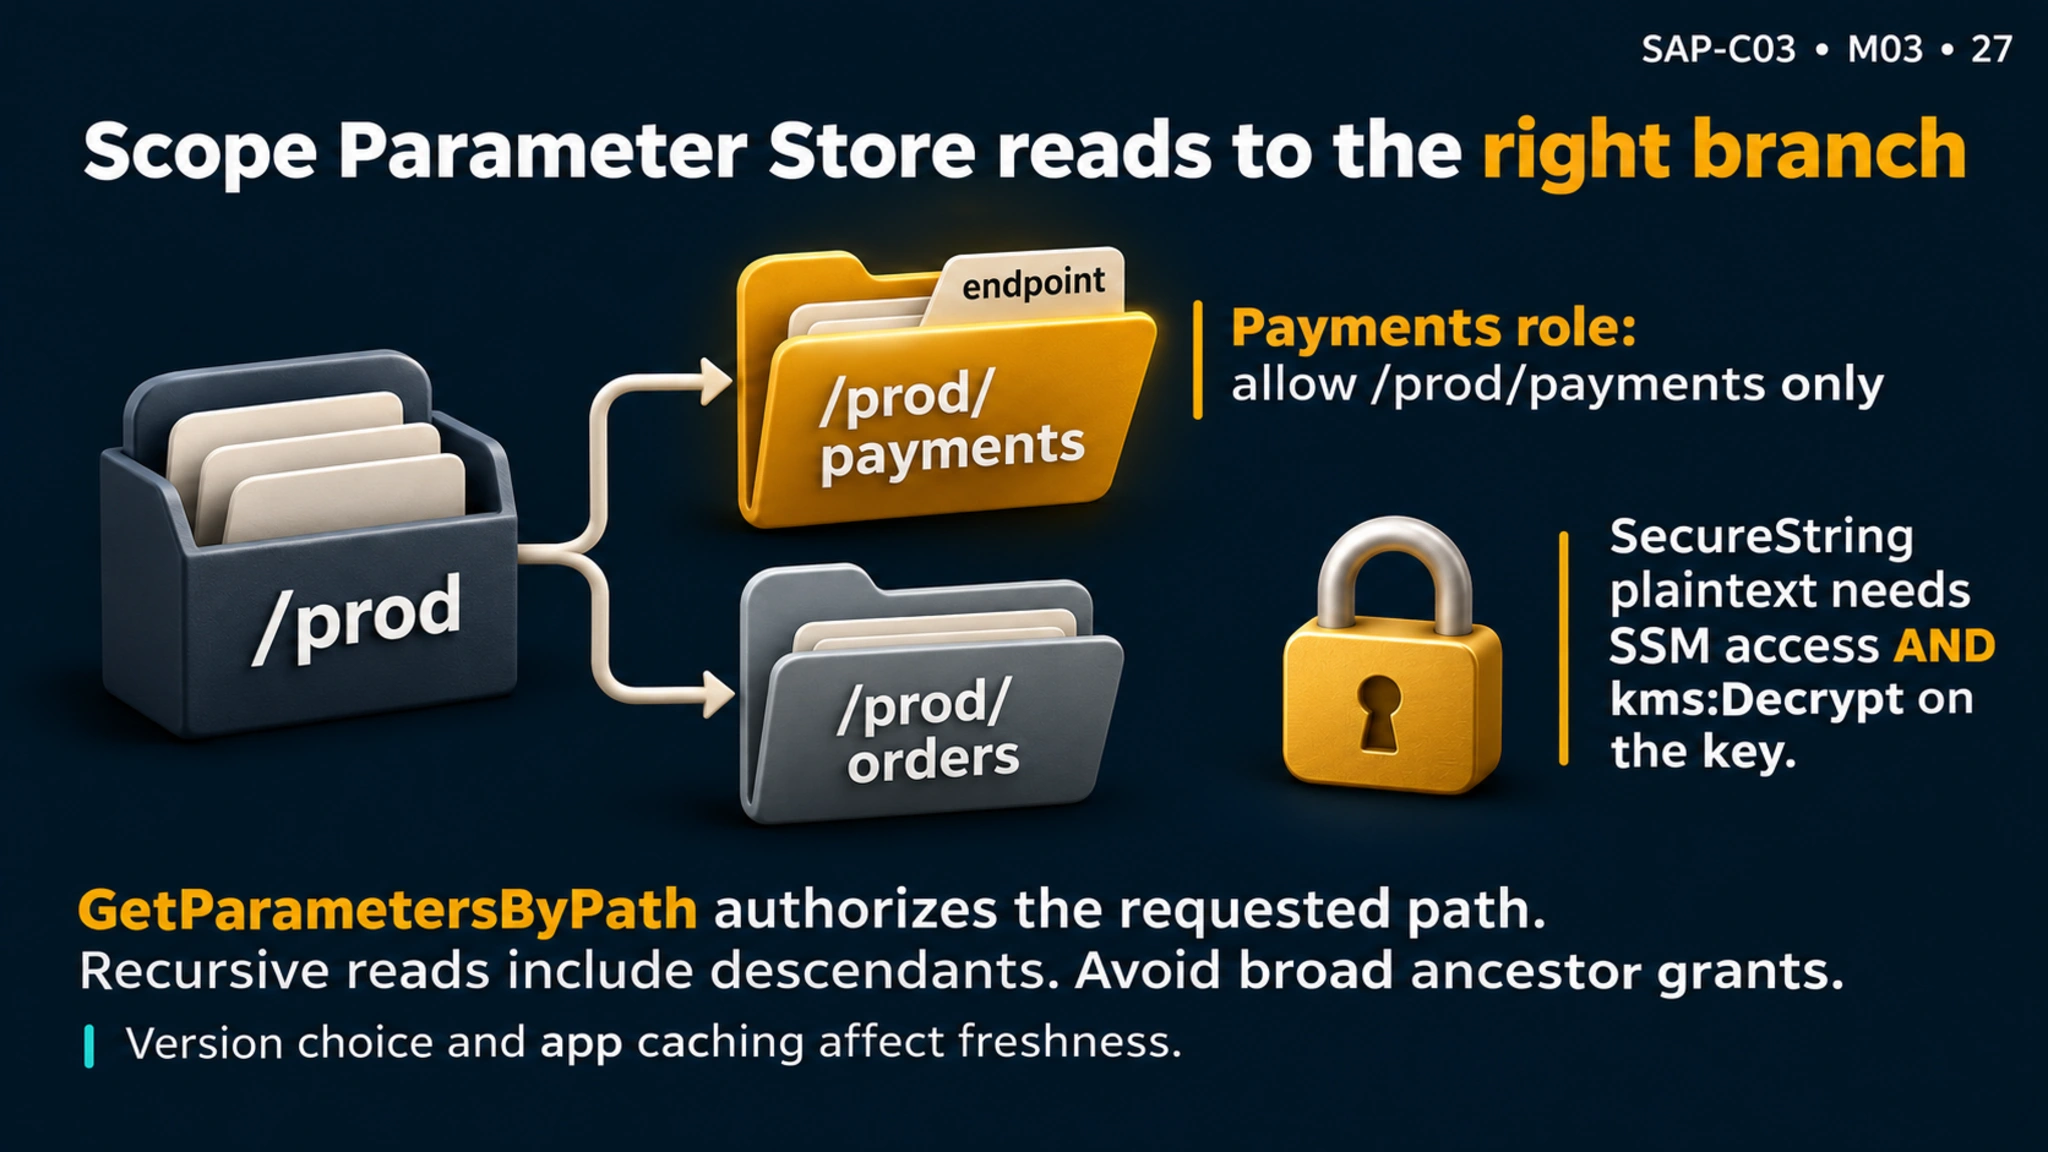 SAP-C03 • M03 • 27
Scope Parameter Store reads to the right branch
endpoint
/prod/
payments
Payments role:
allow /prod/payments only
/prod
/prod/
orders
SecureString
plaintext needs
SSM access AND
kms:Decrypt on
the key.
GetParametersByPath authorizes the requested path.
Recursive reads include descendants. Avoid broad ancestor grants.
Version choice and app caching affect freshness.